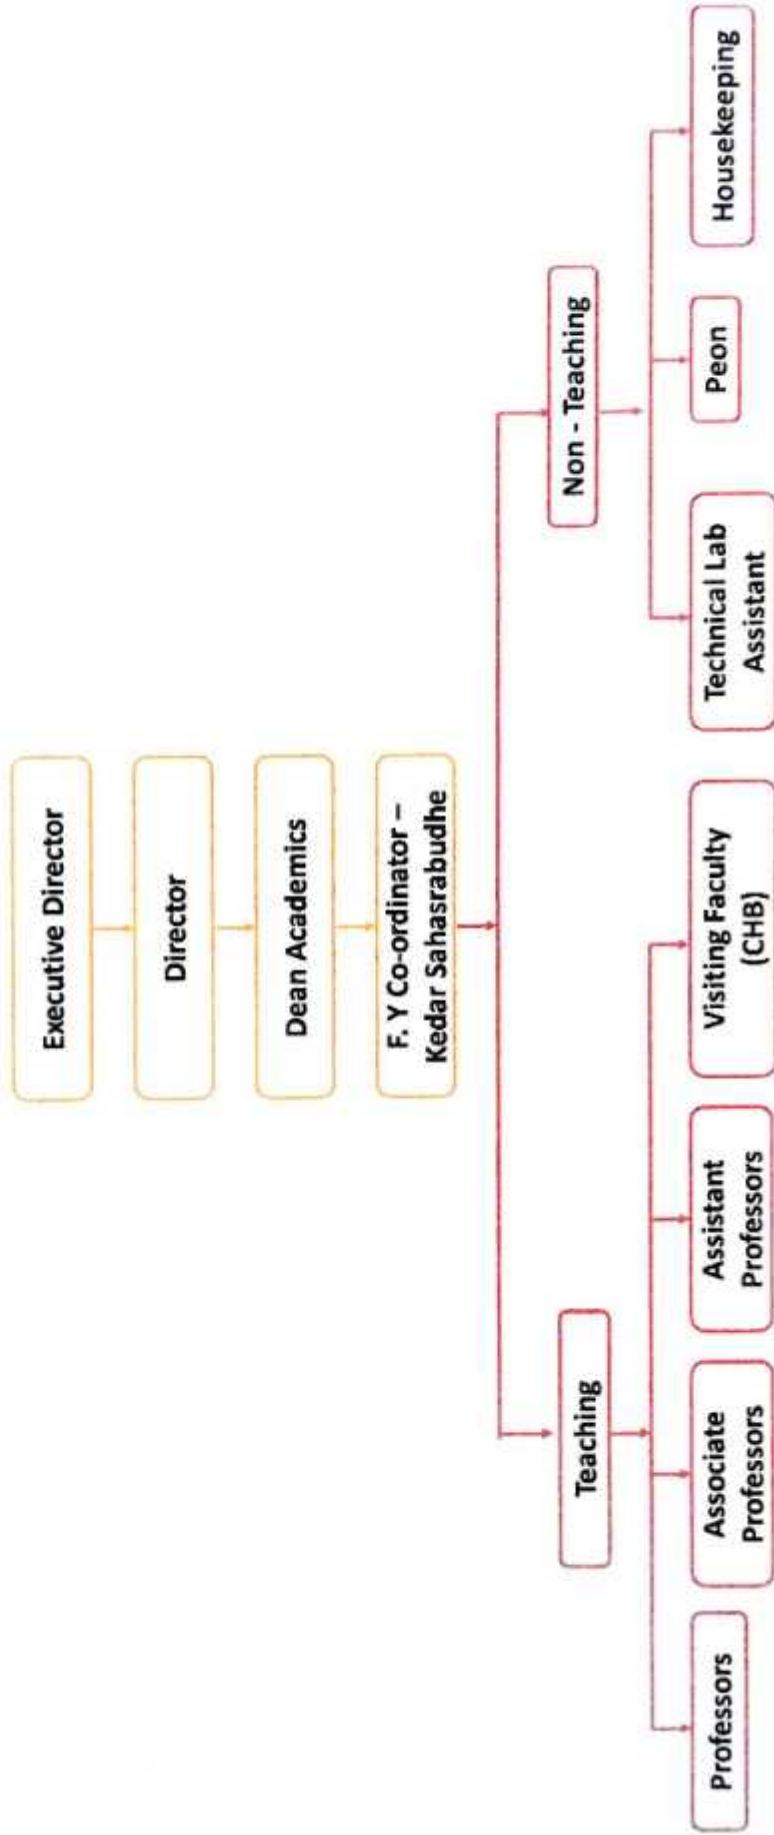 Executive Director
Director
Dean Academics
F. Y Co-ordinator –
Kedar Sahasrabudhe
Teaching
Non - Teaching
Professors
Associate
Professors
Assistant
Professors
Visiting Faculty
(CHB)
Technical Lab
Assistant
Peon
Housekeeping